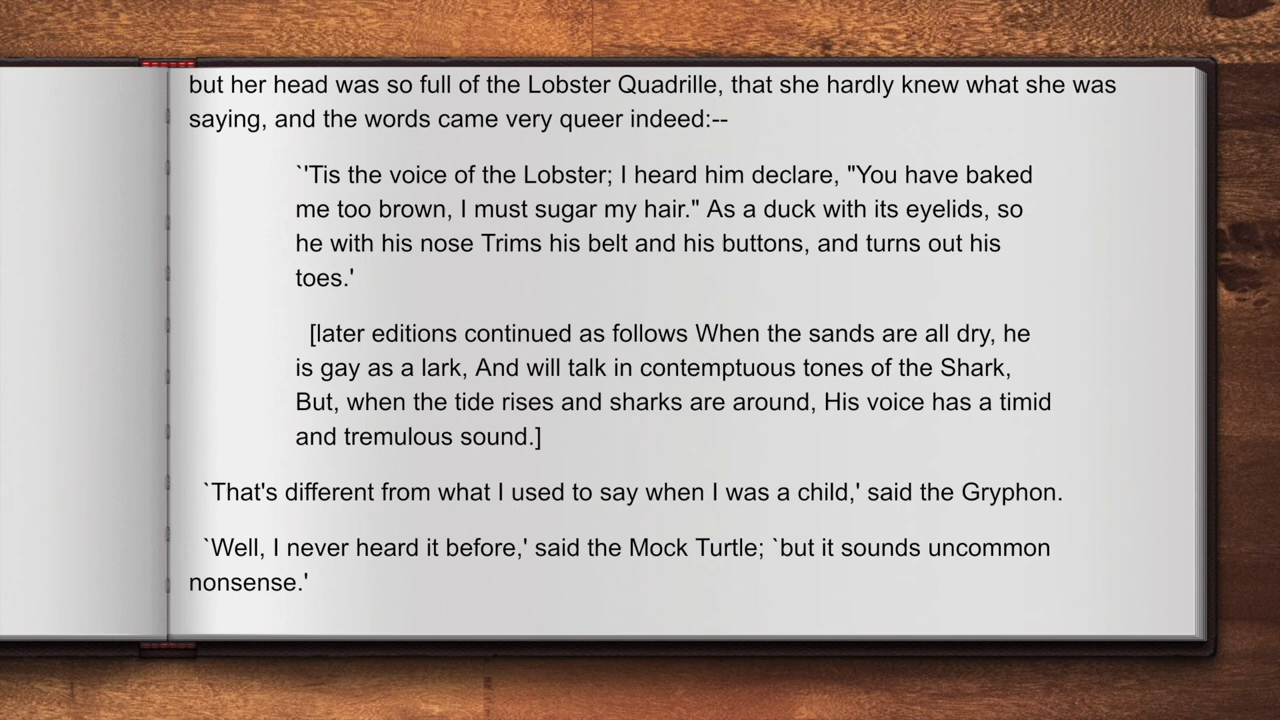 but her head was so full of the Lobster Quadrille, that she hardly knew what she was
saying, and the words came very queer indeed:--
`'Tis the voice of the Lobster; I heard him declare, "You have baked
me too brown, I must sugar my hair." As a duck with its eyelids, so
he with his nose Trims his belt and his buttons, and turns out his
toes.'
[later editions continued as follows When the sands are all dry, he
is gay as a lark, And will talk in contemptuous tones of the Shark,
But, when the tide rises and sharks are around, His voice has a timid
and tremulous sound.]
`That's different from what I used to say when I was a child,' said the Gryphon.
`Well, I never heard it before,' said the Mock Turtle; `but it sounds uncommon
nonsense.'